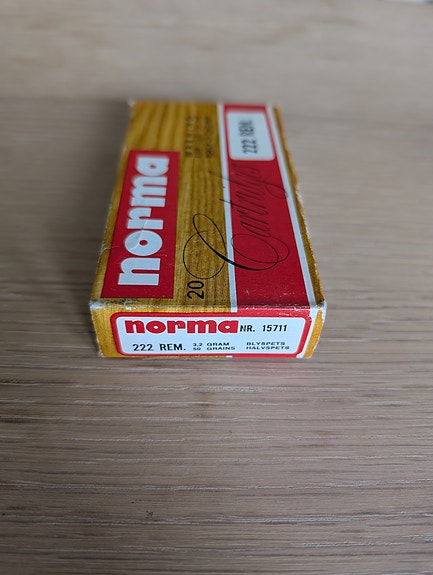 norma
20 Cartridges
222 REM.
norma NR. 15711
222 REM. 3,2 GRAM BLYSPETS
50 GRAINS HALVSPETS